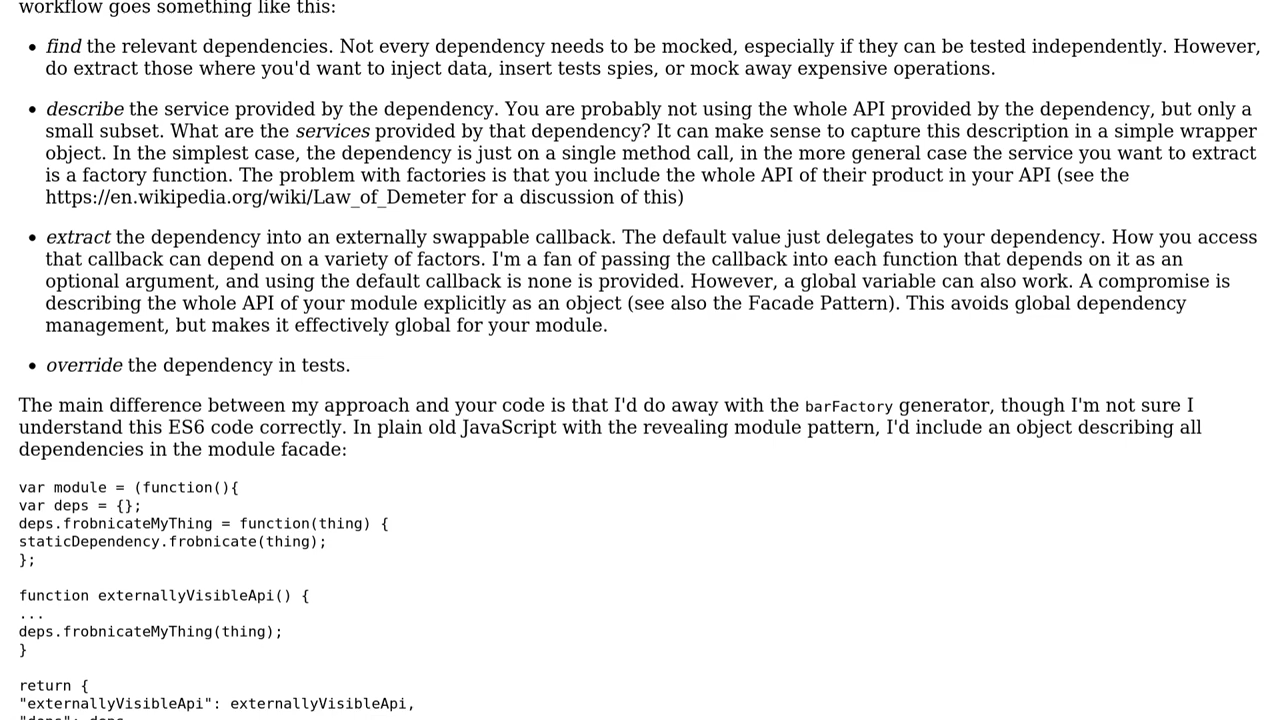 workflow goes something like this:
• find the relevant dependencies. Not every dependency needs to be mocked, especially if they can be tested independently. However,
do extract those where you'd want to inject data, insert tests spies, or mock away expensive operations.
• describe the service provided by the dependency. You are probably not using the whole API provided by the dependency, but only a
small subset. What are the services provided by that dependency? It can make sense to capture this description in a simple wrapper
object. In the simplest case, the dependency is just on a single method call, in the more general case the service you want to extract
is a factory function. The problem with factories is that you include the whole API of their product in your API (see the
https://en.wikipedia.org/wiki/Law_of_Demeter for a discussion of this)
• extract the dependency into an externally swappable callback. The default value just delegates to your dependency. How you access
that callback can depend on a variety of factors. I'm a fan of passing the callback into each function that depends on it as an
optional argument, and using the default callback is none is provided. However, a global variable can also work. A compromise is
describing the whole API of your module explicitly as an object (see also the Facade Pattern). This avoids global dependency
management, but makes it effectively global for your module.
• override the dependency in tests.
The main difference between my approach and your code is that I'd do away with the barFactory generator, though I'm not sure I
understand this ES6 code correctly. In plain old JavaScript with the revealing module pattern, I'd include an object describing all
dependencies in the module facade:
var module = (function(){
var deps = {};
deps.frobnicateMyThing = function(thing) {
staticDependency.frobnicate(thing);
};
function externallyVisibleApi() {
...
deps.frobnicateMyThing(thing);
}
return {
"externallyVisibleApi": externallyVisibleApi,
"deps": deps